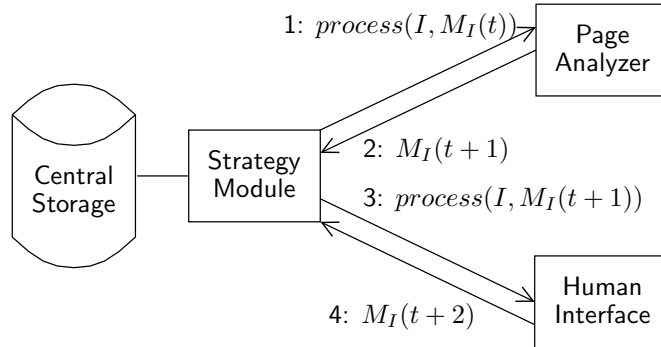 1: process(I, M_I(t))
Page
Analyzer
Central
Storage
Strategy
Module
2: M_I(t+1)
3: process(I, M_I(t+1))
4: M_I(t+2)
Human
Interface